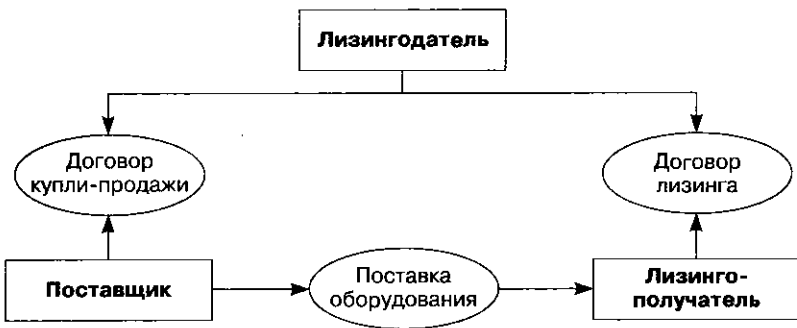 Лизингодатель
Договор
купли-продажи
Договор
лизинга
Поставщик
Поставка
оборудования
Лизинго-
получатель